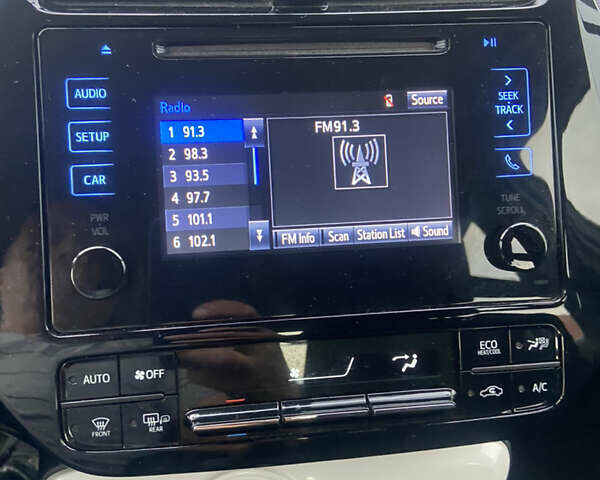 AUDIO
SETUP
CAR
PWR
VOL
Radio
Source
1 91.3
2 98.3
3 93.5
4 97.7
5 101.1
6 102.1
FM91.3
FM Info
Scan
Station List
Sound
SEEK
TRACK
TUNE
SCROLL
AUTO
OFF
FRONT
REAR
ECO
HEAT/COOL
A/C